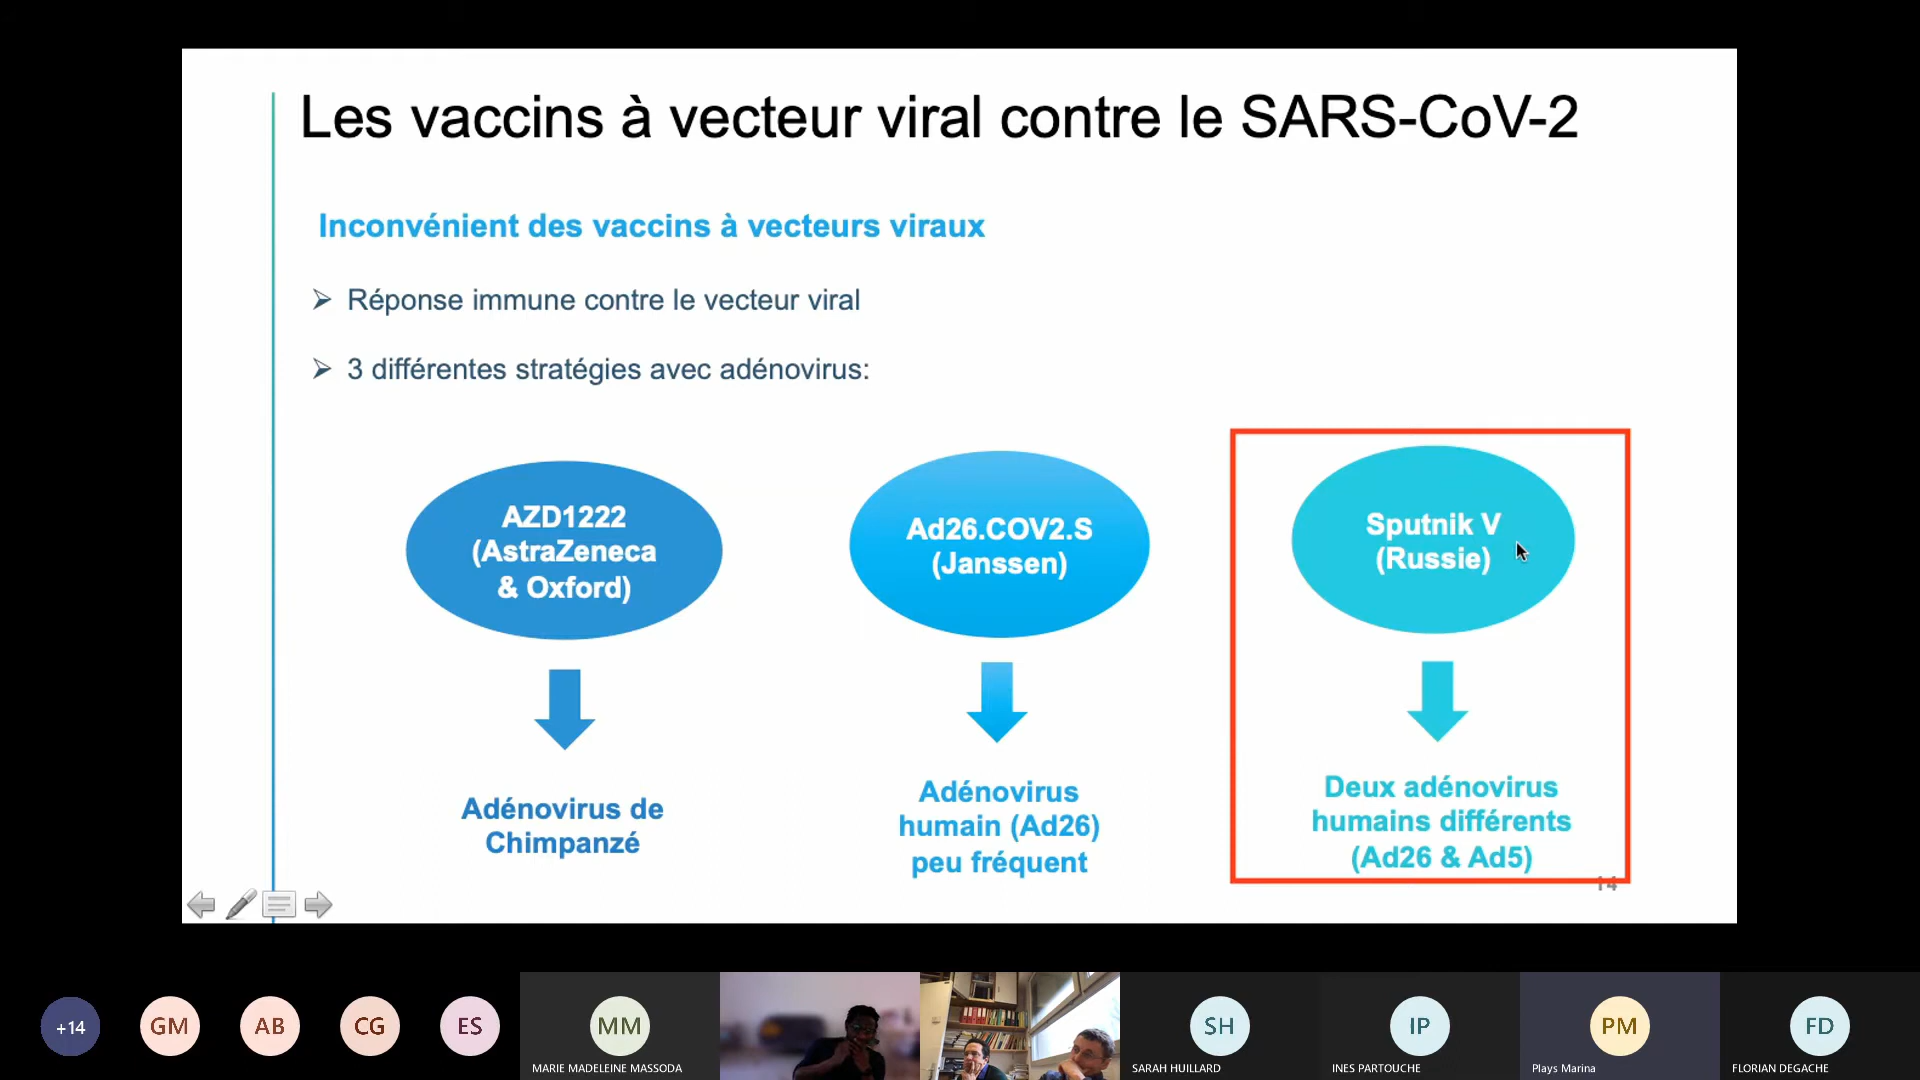 Les vaccins à vecteur viral contre le SARS-CoV-2
Inconvénient des vaccins à vecteurs viraux
Réponse immune contre le vecteur viral
3 différentes stratégies avec adénovirus:
AZD1222
(AstraZeneca
& Oxford)
Ad26.COV2.S
(Janssen)
Sputnik V
(Russie)
Adénovirus de
Chimpanzé
Adénovirus
humain (Ad26)
peu fréquent
Deux adénovirus
humains différents
(Ad26 & Ad5)
14
+14
GM
AB
CG
ES
MM
MARIE MADELEINE MASSODA
SH
SARAH HUILLARD
IP
INES PARTOUCHE
PM
Plays Marina
FD
FLORIAN DEGACHE